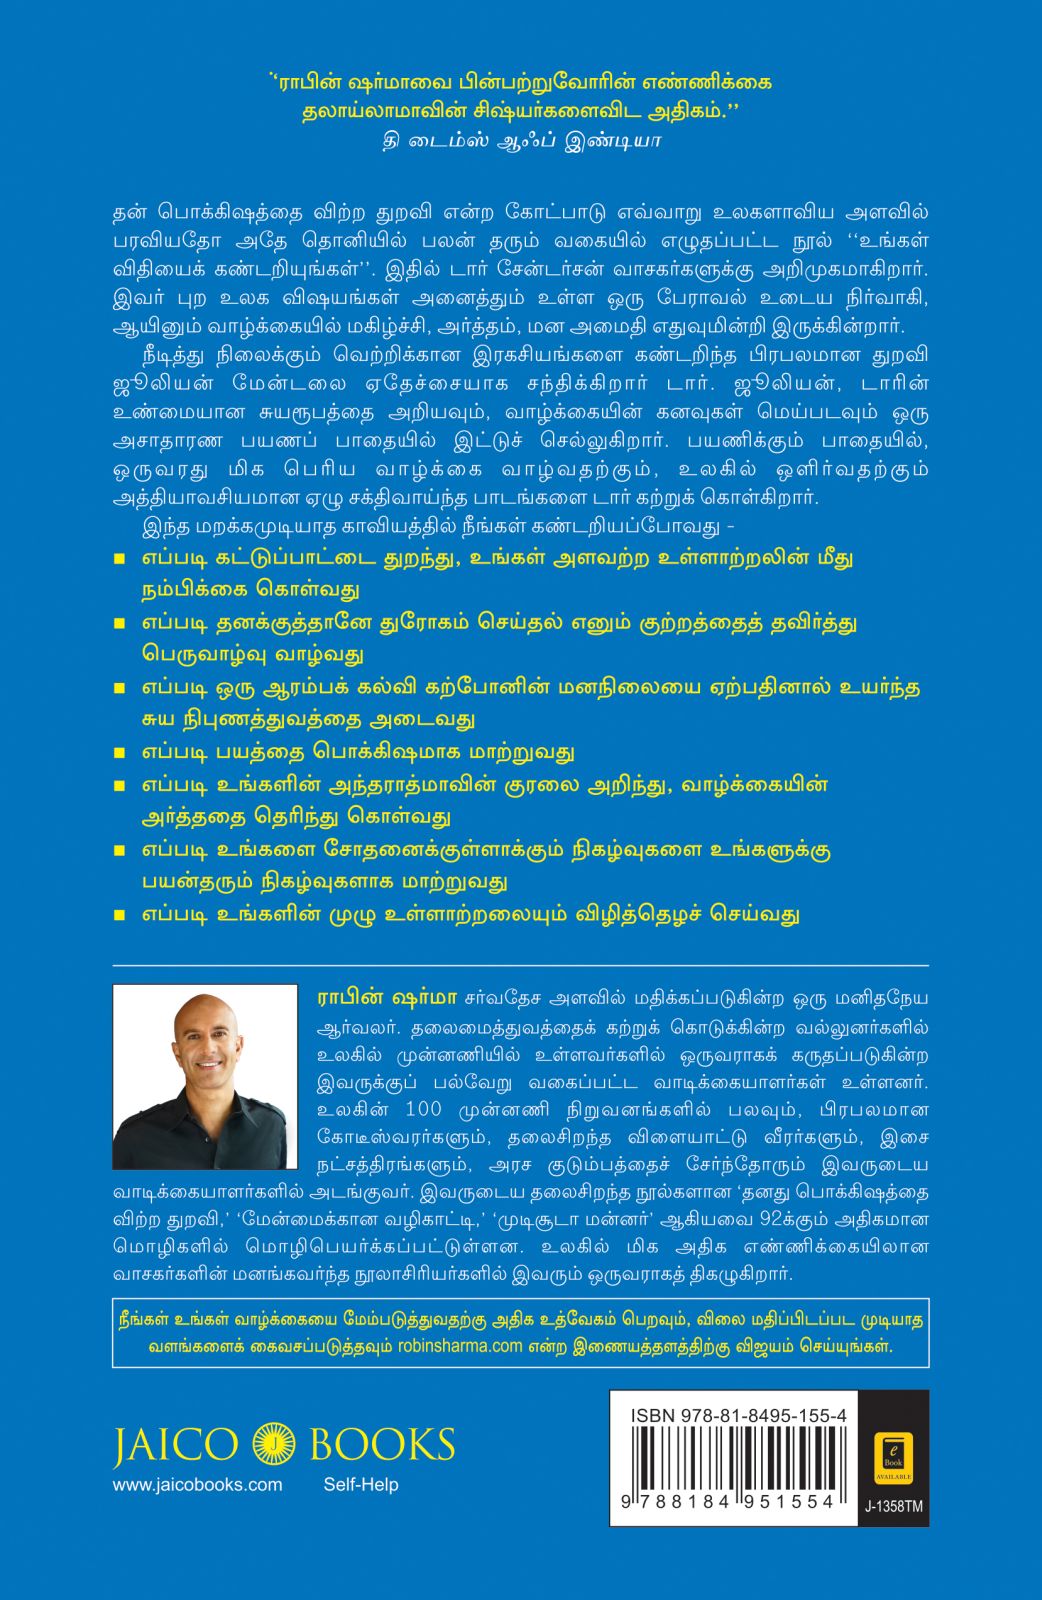 “ராபின் ஷர்மாவை பின்பற்றுவோரின் எண்ணிக்கை
தலாய்லாமாவின் சிஷ்யர்களைவிட அதிகம்.”
தி டைம்ஸ் ஆஃப் இண்டியா
தன் பொக்கிஷத்தை விற்ற துறவி என்ற கோட்பாடு எவ்வாறு உலகளாவிய அளவில்
பரவியதோ அதே தொனியில் பலன் தரும் வகையில் எழுதப்பட்ட நூல் “உங்கள்
விதியைக் கண்டறியுங்கள்”. இதில் டார் சேன்டர்சன் வாசகர்களுக்கு அறிமுகமாகிறார்.
இவர் புற உலக விஷயங்கள் அனைத்தும் உள்ள ஒரு பேராவல் உடைய நிர்வாகி,
ஆயினும் வாழ்க்கையில் மகிழ்ச்சி, அர்த்தம், மன அமைதி எதுவுமின்றி இருக்கின்றார்.
நீடித்து நிலைக்கும் வெற்றிக்கான இரகசியங்களை கண்டறிந்த பிரபலமான துறவி
ஜூலியன் மேன்டலை ஏதேச்சையாக சந்திக்கிறார் டார். ஜூலியன், டாரின்
உண்மையான சுயரூபத்தை அறியவும், வாழ்க்கையின் கனவுகள் மெய்படவும் ஒரு
அசாதாரண பயணப் பாதையில் இட்டுச் செல்லுகிறார். பயணிக்கும் பாதையில்,
ஒருவரது மிக பெரிய வாழ்க்கை வாழ்வதற்கும், உலகில் ஒளிர்வதற்கும்
அத்தியாவசியமான ஏழு சக்திவாய்ந்த பாடங்களை டார் கற்றுக் கொள்கிறார்.
இந்த மறக்கமுடியாத காவியத்தில் நீங்கள் கண்டறியப்போவது -
▪ எப்படி கட்டுப்பாட்டை துறந்து, உங்கள் அளவற்ற உள்ளாற்றலின் மீது
நம்பிக்கை கொள்வது
▪ எப்படி தனக்குத்தானே துரோகம் செய்தல் எனும் குற்றத்தைத் தவிர்த்து
பெருவாழ்வு வாழ்வது
▪ எப்படி ஒரு ஆரம்பக் கல்வி கற்போனின் மனநிலையை ஏற்பதினால் உயர்ந்த
சுய நிபுணத்துவத்தை அடைவது
▪ எப்படி பயத்தை பொக்கிஷமாக மாற்றுவது
▪ எப்படி உங்களின் அந்தராத்மாவின் குரலை அறிந்து, வாழ்க்கையின்
அர்த்ததை தெரிந்து கொள்வது
▪ எப்படி உங்களை சோதனைக்குள்ளாக்கும் நிகழ்வுகளை உங்களுக்கு
பயன்தரும் நிகழ்வுகளாக மாற்றுவது
▪ எப்படி உங்களின் முழு உள்ளாற்றலையும் விழித்தெழச் செய்வது
ராபின் ஷர்மா சர்வதேச அளவில் மதிக்கப்படுகின்ற ஒரு மனிதநேய
ஆர்வலர். தலைமைத்துவத்தைக் கற்றுக் கொடுக்கின்ற வல்லுனர்களில்
உலகில் முன்னணியில் உள்ளவர்களில் ஒருவராகக் கருதப்படுகின்ற
இவருக்குப் பல்வேறு வகைப்பட்ட வாடிக்கையாளர்கள் உள்ளனர்.
உலகின் 100 முன்னணி நிறுவனங்களில் பலவும், பிரபலமான
கோடீஸ்வரர்களும், தலைசிறந்த விளையாட்டு வீரர்களும், இசை
நட்சத்திரங்களும், அரச குடும்பத்தைச் சேர்ந்தோரும் இவருடைய
வாடிக்கையாளர்களில் அடங்குவர். இவருடைய தலைசிறந்த நூல்களான ‘தனது பொக்கிஷத்தை
விற்ற துறவி,’ ‘மேன்மைக்கான வழிகாட்டி,’ ‘முடிசூடா மன்னர்’ ஆகியவை 92க்கும் அதிகமான
மொழிகளில் மொழிபெயர்க்கப்பட்டுள்ளன. உலகில் மிக அதிக எண்ணிக்கையிலான
வாசகர்களின் மனங்கவர்ந்த நூலாசிரியர்களில் இவரும் ஒருவராகத் திகழுகிறார்.
நீங்கள் உங்கள் வாழ்க்கையை மேம்படுத்துவதற்கு அதிக உத்வேகம் பெறவும், விலை மதிப்பிடப்பட முடியாத
வளங்களைக் கைவசப்படுத்தவும் robinsharma.com என்ற இணையத்தளத்திற்கு விஜயம் செய்யுங்கள்.
JAICO J BOOKS
www.jaicobooks.com Self-Help
ISBN 978-81-8495-155-4
9 788184 951554
e
Book
AVAILABLE
J-1358TM